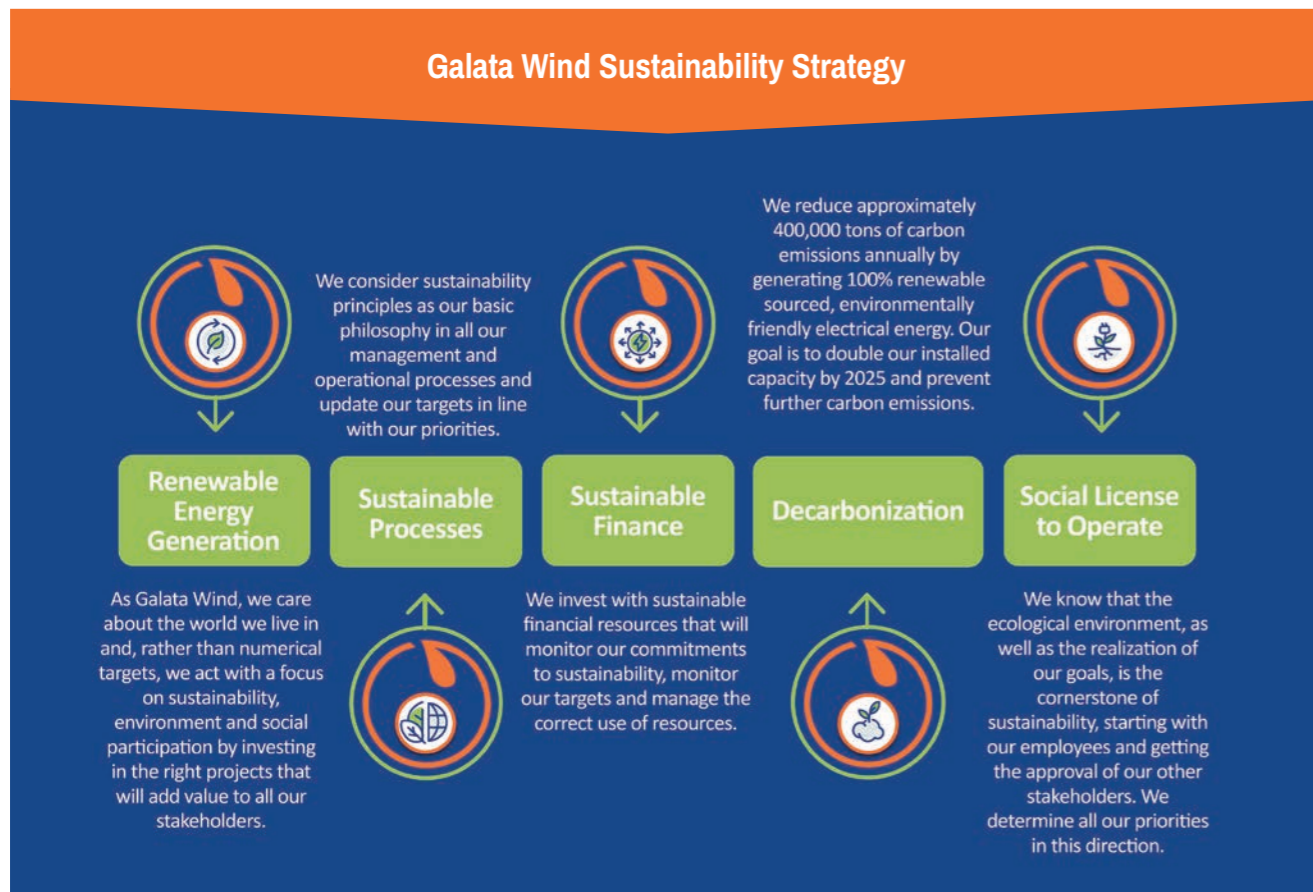 Galata Wind Sustainability Strategy
Renewable
Energy
Generation
As Galata Wind, we care
about the world we live in
and, rather than numerical
targets, we act with a focus
on sustainability,
environment and social
participation by investing
in the right projects that
will add value to all our
stakeholders.
We consider sustainability
principles as our basic
philosophy in all our
management and
operational processes and
update our targets in line
with our priorities.
Sustainable
Processes
Sustainable
Finance
We invest with sustainable
financial resources that will
monitor our commitments
to sustainability, monitor
our targets and manage the
correct use of resources.
We reduce approximately
400,000 tons of carbon
emissions annually by
generating 100% renewable
sourced, environmentally
friendly electrical energy. Our
goal is to double our installed
capacity by 2025 and prevent
further carbon emissions.
Decarbonization
Social License
to Operate
We know that the
ecological environment, as
well as the realization of
our goals, is the
cornerstone of
sustainability, starting with
our employees and getting
the approval of our other
stakeholders. We
determine all our priorities
in this direction.